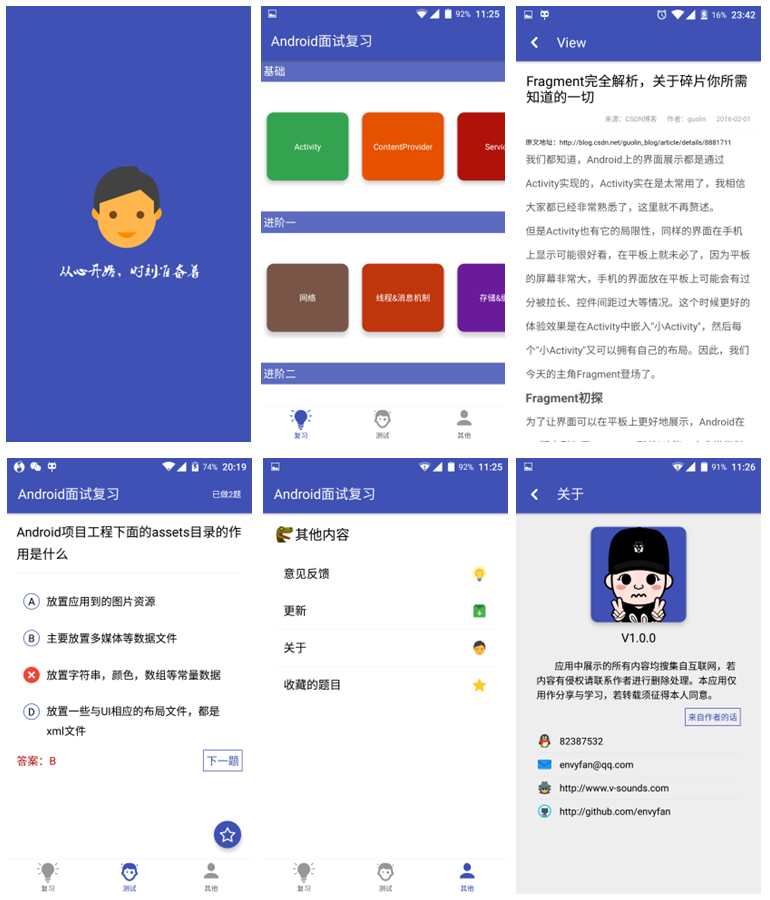 从心开始，时刻准备着
92% 11:25
Android面试复习
基础
Activity
ContentProvider
Servic
进阶一
网络
线程&消息机制
存储&
进阶二
复习
测试
其他
16% 23:42
View
Fragment完全解析，关于碎片你所需
知道的一切
来源：CSDN博客 作者：guolin 2016-02-01
原文地址：http://blog.csdn.net/guolin_blog/article/details/8881711
我们都知道，Android上的界面展示都是通过
Activity实现的，Activity实在是太常用了，我相信
大家都已经非常熟悉了，这里就不再赘述。
但是Activity也有它的局限性，同样的界面在手机
上显示可能很好看，在平板上就未必了，因为平板
的屏幕非常大，手机的界面放在平板上可能会有过
分被拉长、控件间距过大等情况。这个时候更好的
体验效果是在Activity中嵌入"小Activity"，然后每
个"小Activity"又可以拥有自己的布局。因此，我们
今天的主角Fragment登场了。
Fragment初探
为了让界面可以在平板上更好地展示，Android在
74% 20:19
Android面试复习
已做2题
Android项目工程下面的assets目录的作
用是什么
A 放置应用到的图片资源
B 主要放置多媒体等数据文件
放置字符串，颜色，数组等常量数据
D 放置一些与UI相应的布局文件，都是
xml文件
答案：B
下一题
复习
测试
其他
92% 11:25
Android面试复习
其他内容
意见反馈
更新
关于
收藏的题目
复习
测试
其他
91% 11:26
关于
V1.0.0
应用中展示的所有内容均搜集自互联网，若
内容有侵权请联系作者进行删除处理。本应用仅
用作分享与学习，若转载须征得本人同意。
来自作者的话
82387532
envyfan@qq.com
http://www.v-sounds.com
http://github.com/envyfan